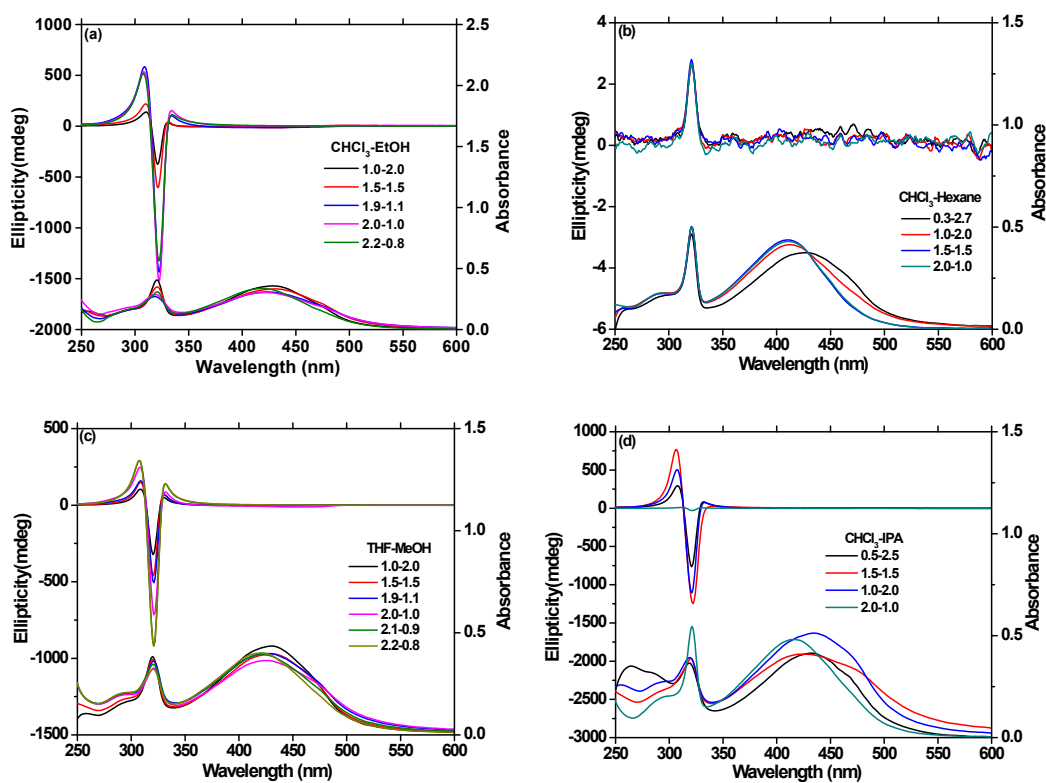 (a)
1000
500
0
-500
-1000
-1500
-2000
Ellipticity(mdeg)
2.5
2.0
1.5
1.0
0.5
0.0
Absorbance
CHCl3-EtOH
1.0-2.0
1.5-1.5
1.9-1.1
2.0-1.0
2.2-0.8
250 300 350 400 450 500 550 600
Wavelength (nm)
(b)
4
2
0
-2
-4
-6
Ellipticity(mdeg)
1.5
1.0
0.5
0.0
Absorbance
CHCl3-Hexane
0.3-2.7
1.0-2.0
1.5-1.5
2.0-1.0
250 300 350 400 450 500 550 600
Wavelength (nm)
(c)
500
0
-500
-1000
-1500
Ellipticity(mdeg)
1.5
1.0
0.5
0.0
Absorbance
THF-MeOH
1.0-2.0
1.5-1.5
1.9-1.1
2.0-1.0
2.1-0.9
2.2-0.8
250 300 350 400 450 500 550 600
Wavelength (nm)
(d)
1000
500
0
-500
-1000
-1500
-2000
-2500
-3000
Ellipticity(mdeg)
1.5
1.0
0.5
0.0
Absorbance
CHCl3-IPA
0.5-2.5
1.5-1.5
1.0-2.0
2.0-1.0
250 300 350 400 450 500 550 600
Wavelength (nm)